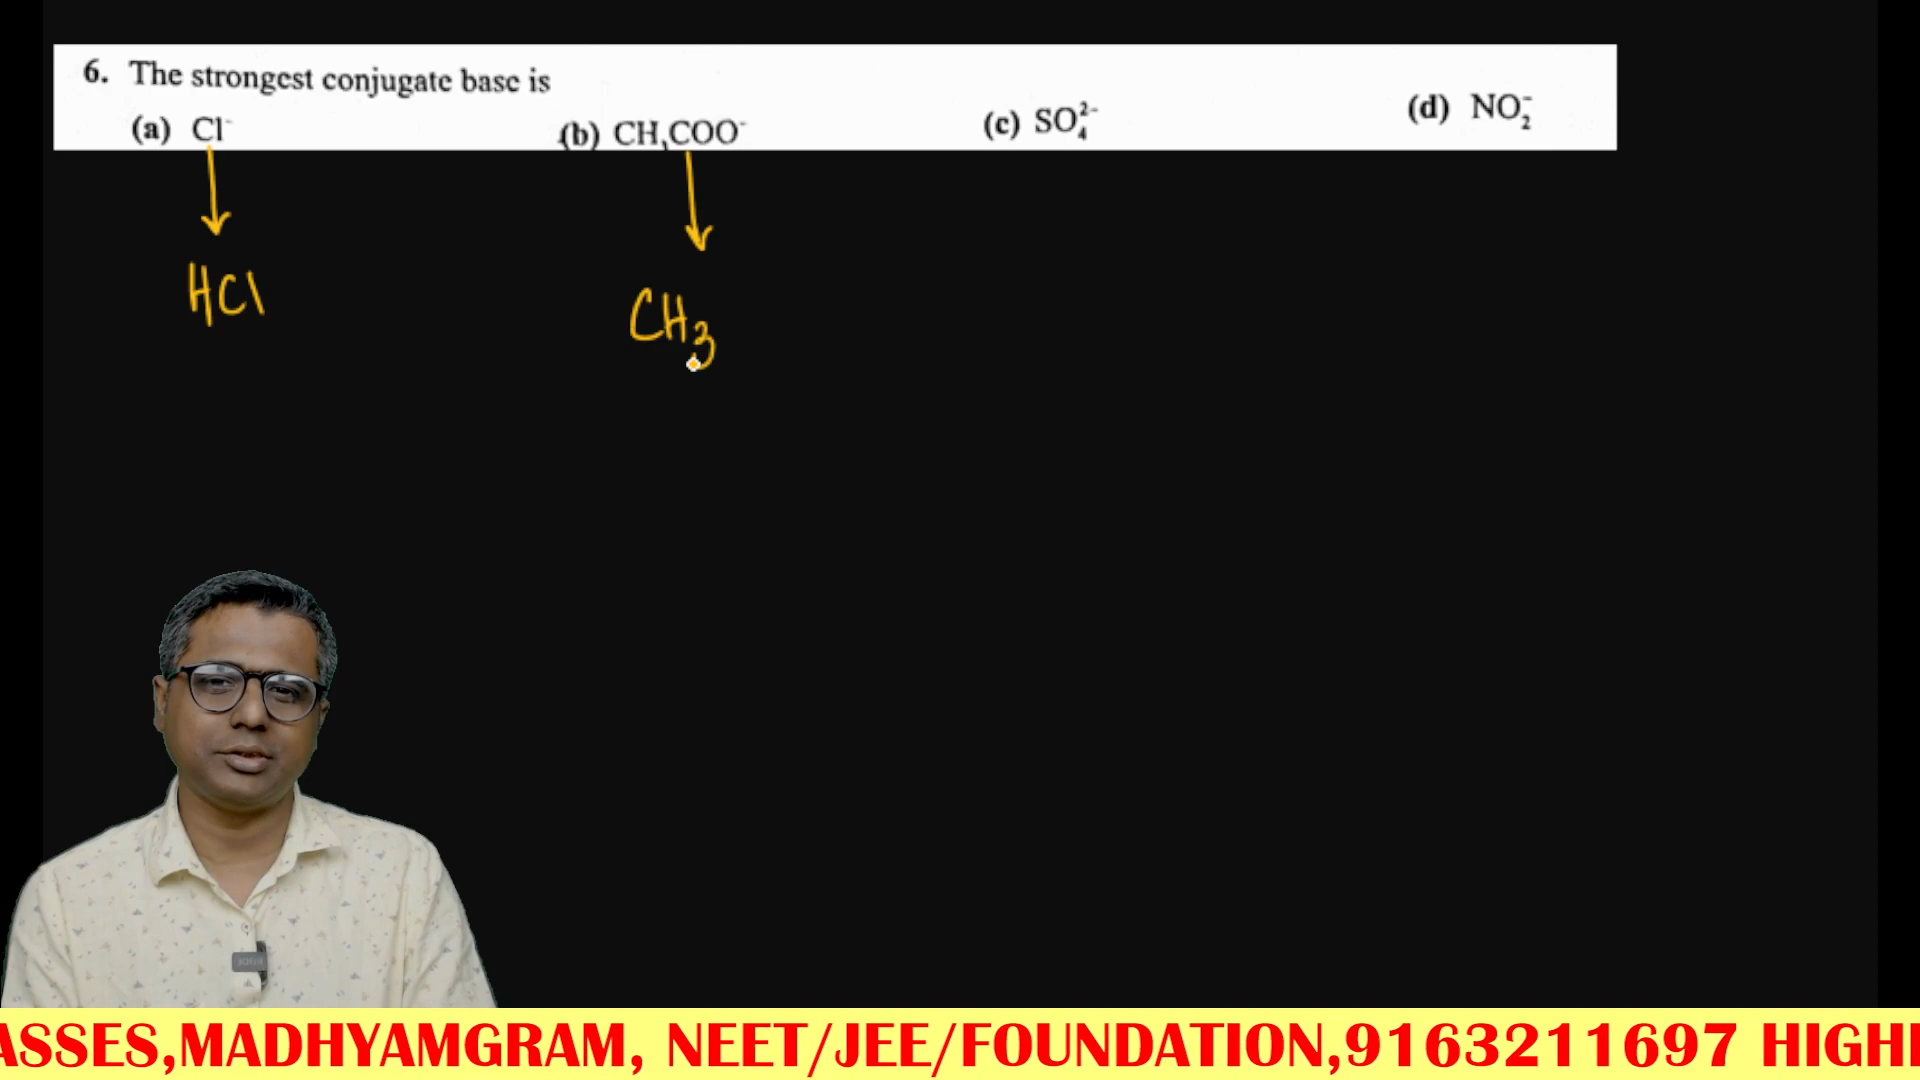 6. The strongest conjugate base is
(a) Cl⁻ (b) CH₃COO⁻ (c) SO₄²⁻ (d) NO₂⁻
HCl
CH₃
ASSES,MADHYAMGRAM, NEET/JEE/FOUNDATION,9163211697 HIGH